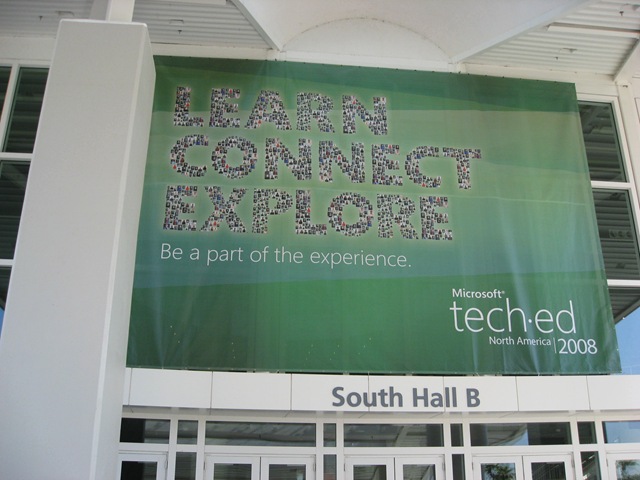 LEARN
CONNECT
EXPLORE
Be a part of the experience.
Microsoft®
tech·ed
North America | 2008
South Hall B